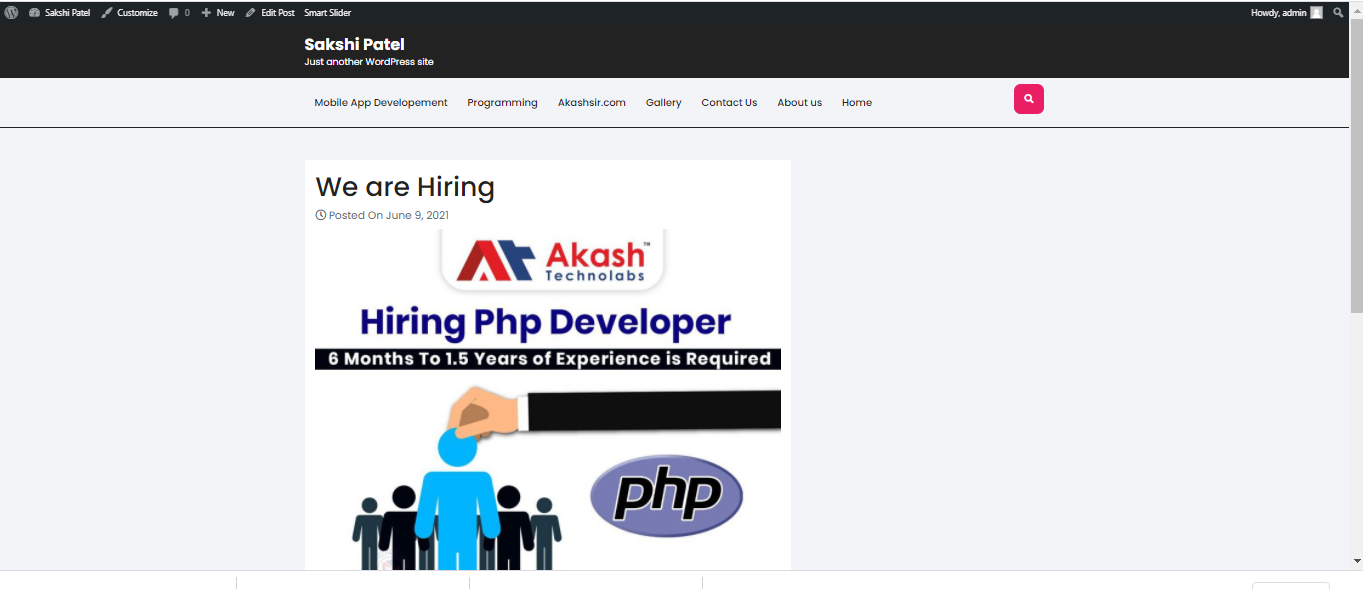 Sakshi Patel Customize 0 New Edit Post Smart Slider Howdy, admin
Sakshi Patel
Just another WordPress site
Mobile App Developement Programming Akashsir.com Gallery Contact Us About us Home
We are Hiring
Posted On June 9, 2021
Akash™
Technolabs
Hiring Php Developer
6 Months To 1.5 Years of Experience is Required
php